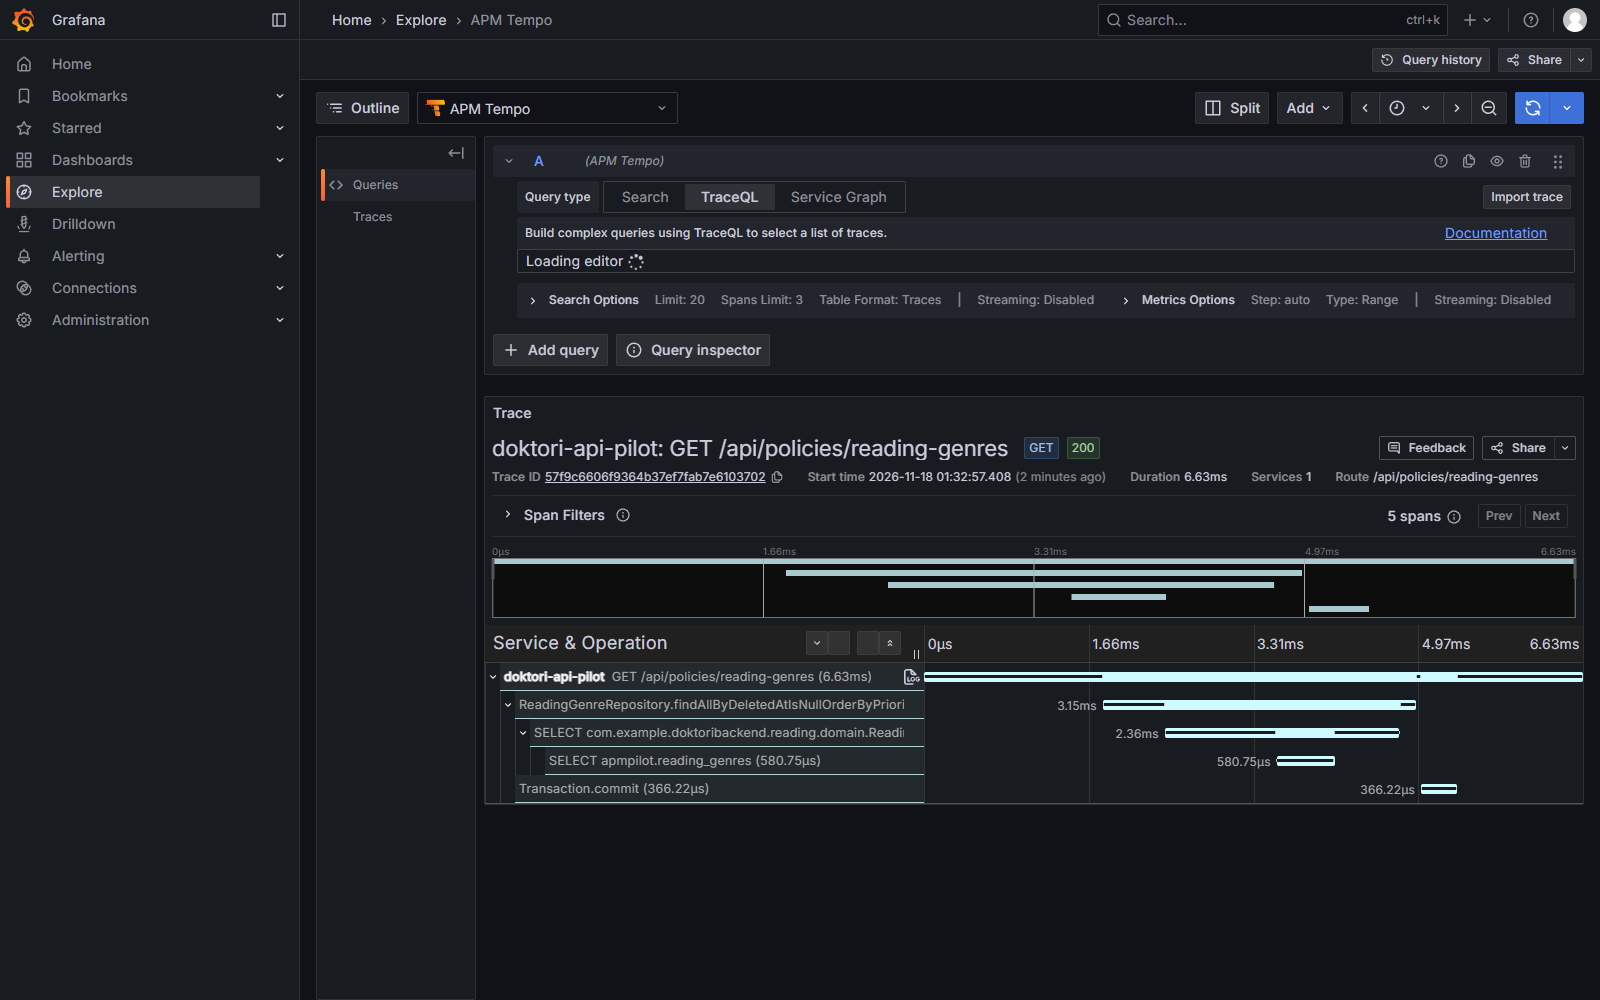 Grafana
Home › Explore › APM Tempo
Search... ctrl+k
Home
Bookmarks
Starred
Dashboards
Explore
Drilldown
Alerting
Connections
Administration
Query history
Share
Outline
APM Tempo
Split
Add
Queries
Traces
A (APM Tempo)
Query type Search TraceQL Service Graph Import trace
Build complex queries using TraceQL to select a list of traces. Documentation
Loading editor
Search Options Limit: 20 Spans Limit: 3 Table Format: Traces | Streaming: Disabled Metrics Options Step: auto Type: Range | Streaming: Disabled
+ Add query Query inspector
Trace
doktori-api-pilot: GET /api/policies/reading-genres GET 200 Feedback Share
Trace ID 57f9c6606f9364b37ef7fab7e6103702 Start time 2026-11-18 01:32:57.408 (2 minutes ago) Duration 6.63ms Services 1 Route /api/policies/reading-genres
Span Filters 5 spans Prev Next
0µs 1.66ms 3.31ms 4.97ms 6.63ms
Service & Operation 0µs 1.66ms 3.31ms 4.97ms 6.63ms
doktori-api-pilot GET /api/policies/reading-genres (6.63ms) LOG
ReadingGenreRepository.findAllByDeletedAtIsNullOrderByPriori 3.15ms
SELECT com.example.doktoribackend.reading.domain.Readi 2.36ms
SELECT apmpilot.reading_genres (580.75µs) 580.75µs
Transaction.commit (366.22µs) 366.22µs